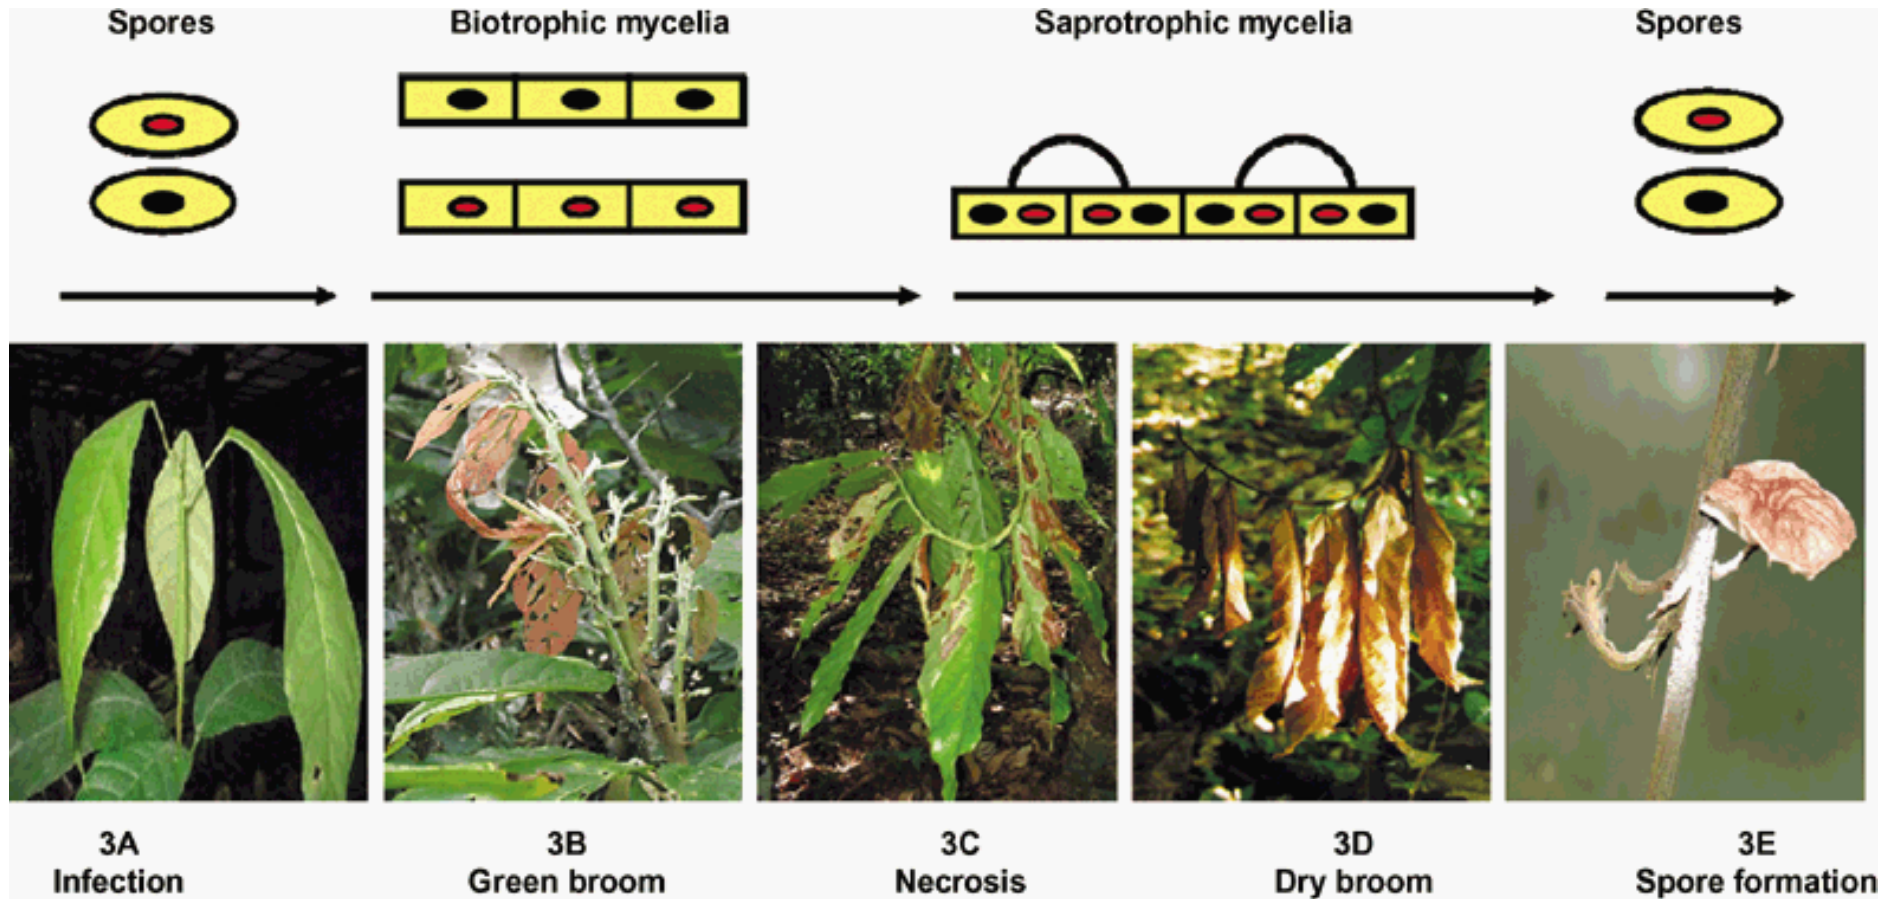 Spores
Biotrophic mycelia
Saprotrophic mycelia
Spores
3A
Infection
3B
Green broom
3C
Necrosis
3D
Dry broom
3E
Spore formation